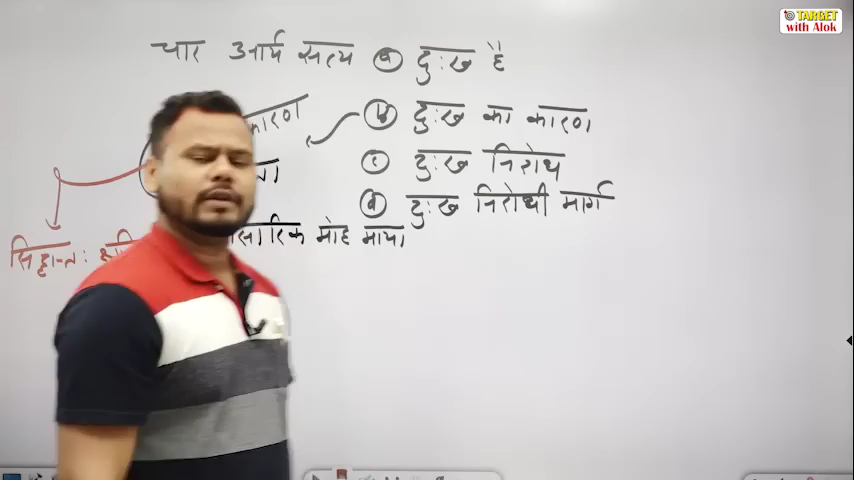 TARGET
with Alok
चार आर्य सत्य a दुःख है
b दुःख का कारण
c दुःख निरोध
d दुःख निरोधी मार्ग
मोह माया